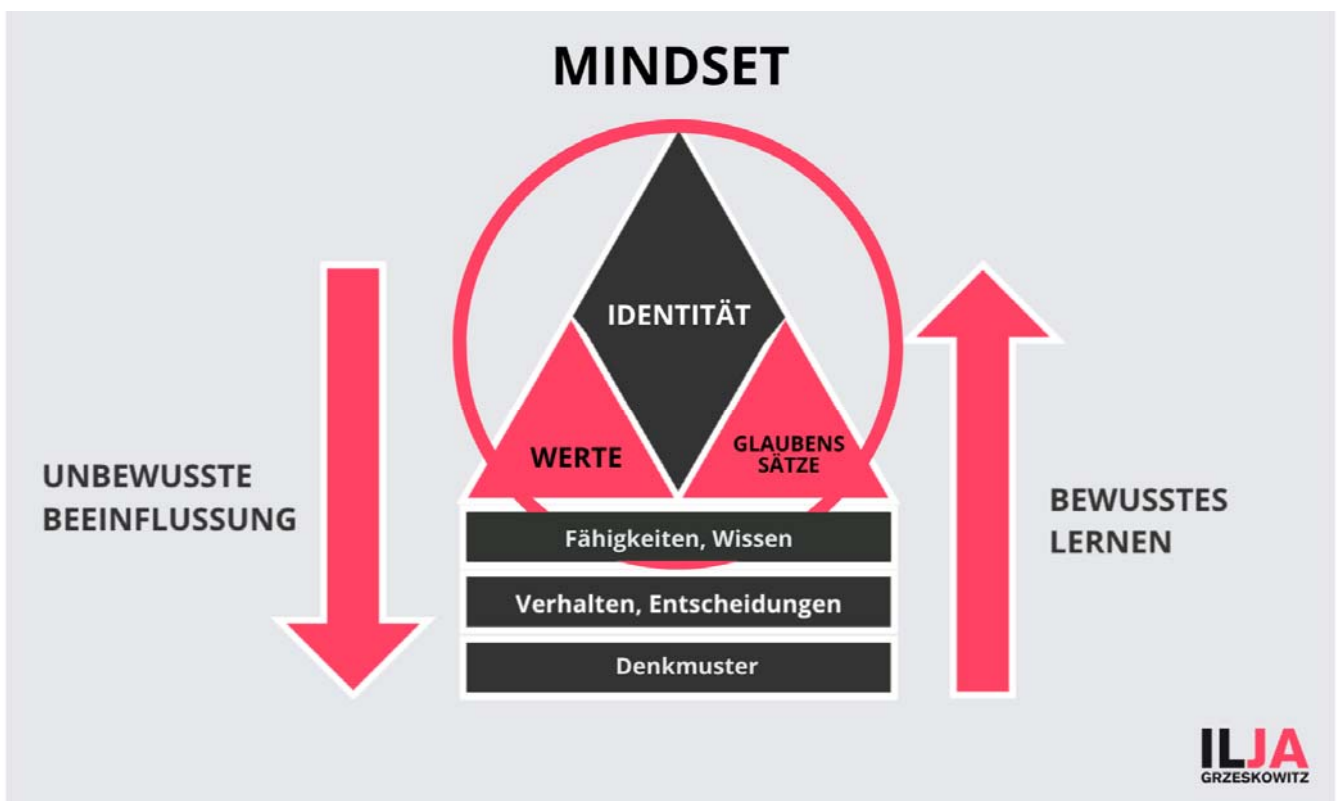 MINDSET
IDENTITÄT
WERTE
GLAUBENS
SÄTZE
UNBEWUSSTE
BEEINFLUSSUNG
BEWUSSTES
LERNEN
Fähigkeiten, Wissen
Verhalten, Entscheidungen
Denkmuster
ILJA
GRZESKOWITZ